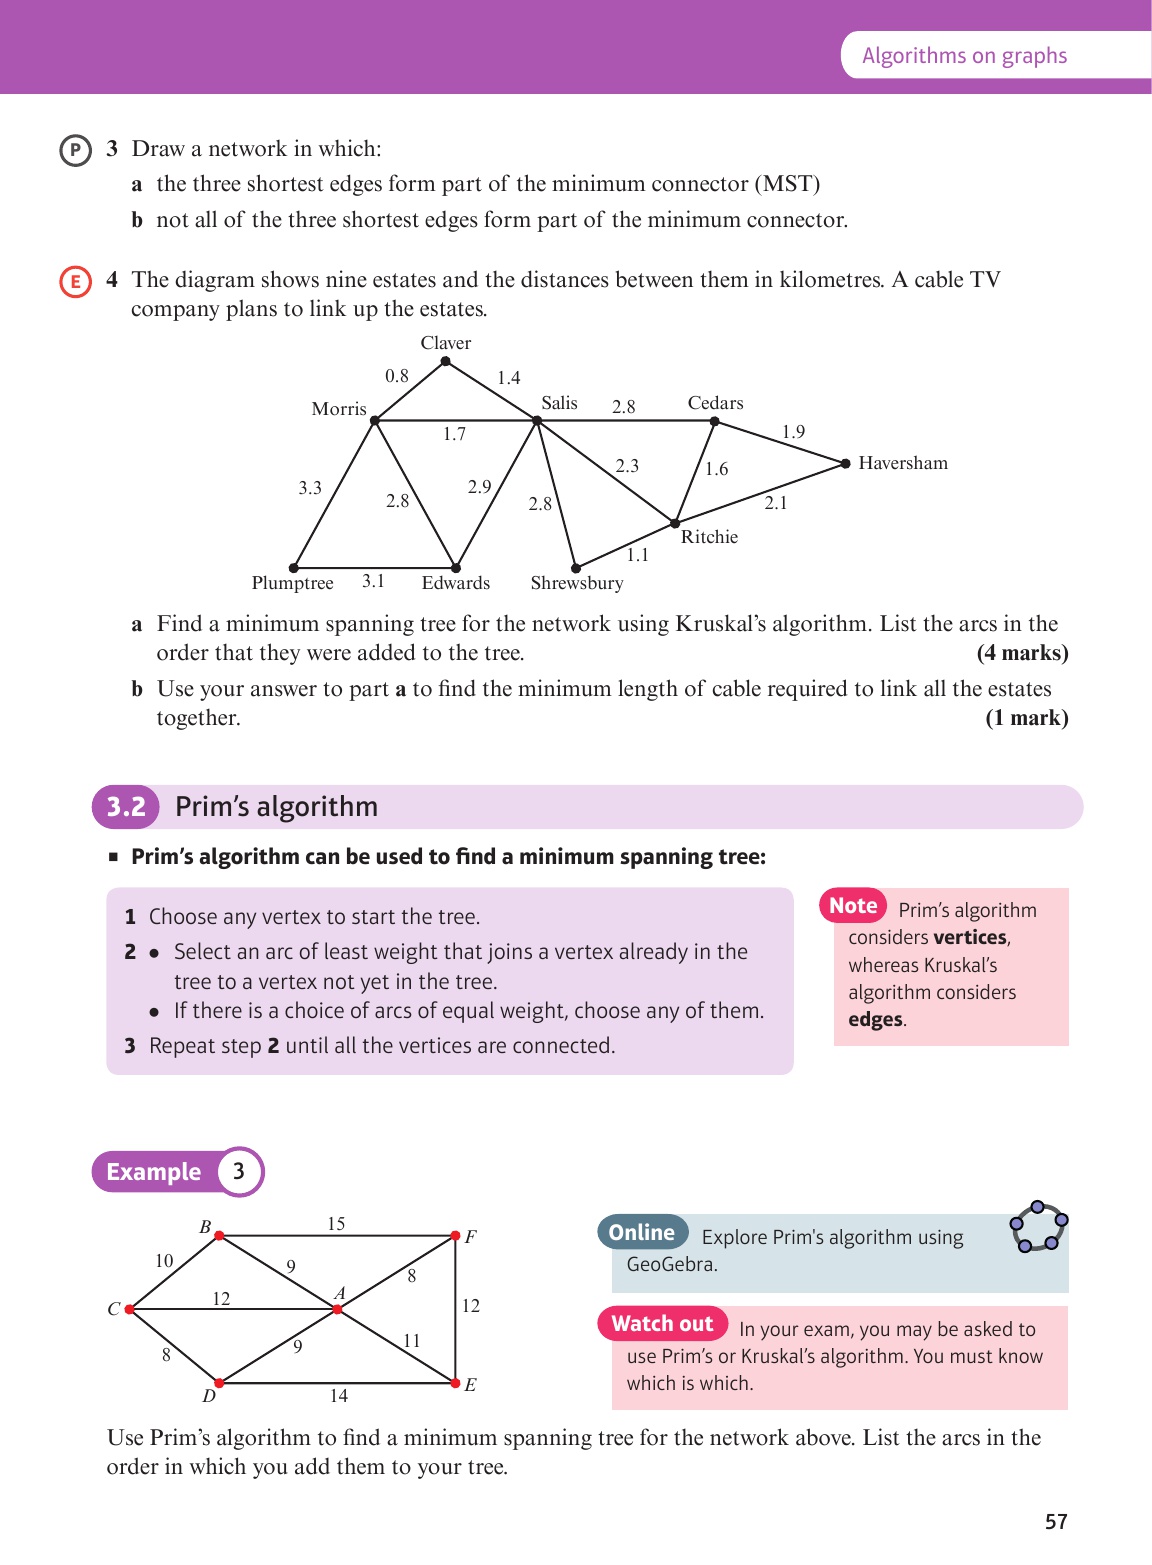 Algorithms on graphs
P 3 Draw a network in which:
a the three shortest edges form part of the minimum connector (MST)
b not all of the three shortest edges form part of the minimum connector.
E 4 The diagram shows nine estates and the distances between them in kilometres. A cable TV
company plans to link up the estates.
Claver
0.8 1.4
Morris Salis 2.8 Cedars
1.7 1.9
Haversham
3.3 2.8 2.9 2.8 2.3 1.6 2.1
Ritchie
1.1
Plumptree 3.1 Edwards Shrewsbury
a Find a minimum spanning tree for the network using Kruskal's algorithm. List the arcs in the
order that they were added to the tree. (4 marks)
b Use your answer to part a to find the minimum length of cable required to link all the estates
together. (1 mark)
3.2 Prim's algorithm
▪ Prim's algorithm can be used to find a minimum spanning tree:
1 Choose any vertex to start the tree.
2 • Select an arc of least weight that joins a vertex already in the
tree to a vertex not yet in the tree.
• If there is a choice of arcs of equal weight, choose any of them.
3 Repeat step 2 until all the vertices are connected.
Note Prim's algorithm
considers vertices,
whereas Kruskal's
algorithm considers
edges.
Example 3
B 15 F
10 9 8
C 12 A 12
8 9 11
D 14 E
Online Explore Prim's algorithm using
GeoGebra.
Watch out In your exam, you may be asked to
use Prim's or Kruskal's algorithm. You must know
which is which.
Use Prim's algorithm to find a minimum spanning tree for the network above. List the arcs in the
order in which you add them to your tree.
57